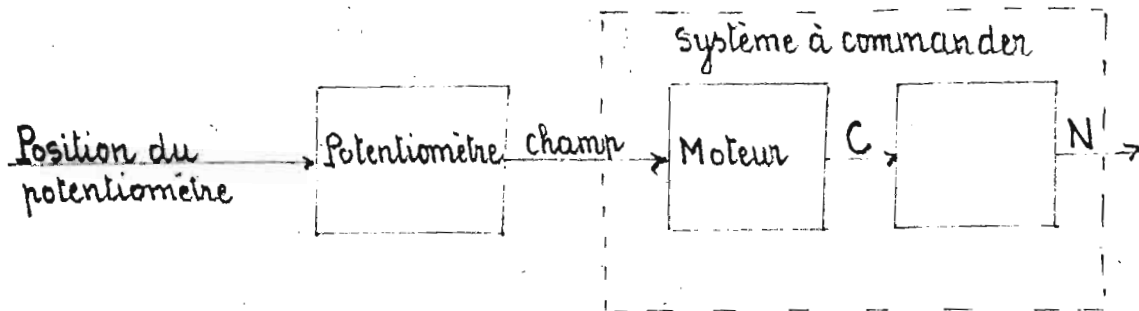 système à commander
Position du
potentiomètre
Potentiomètre
champ
Moteur
C
N